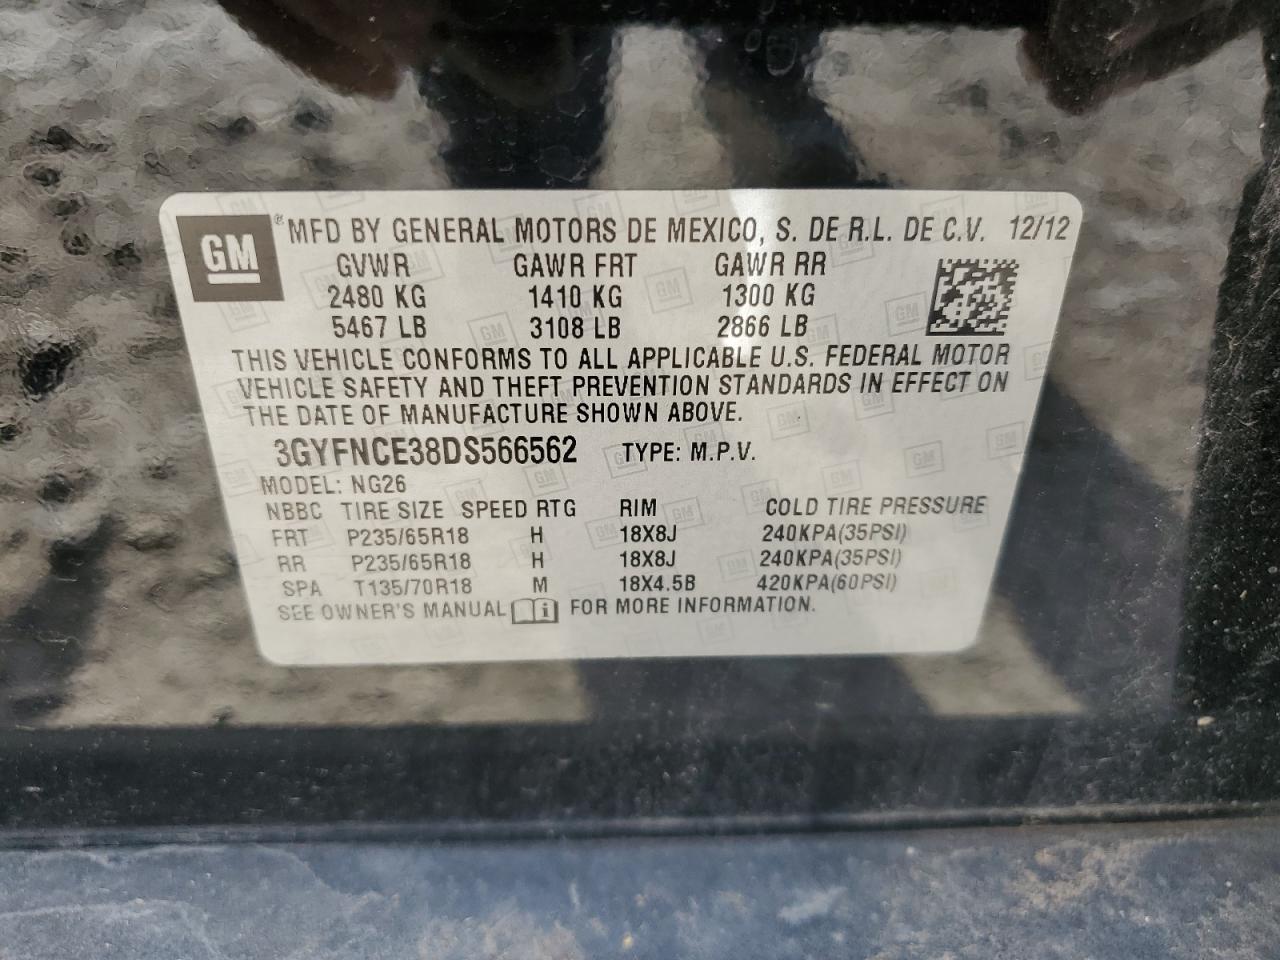 GM ® MFD BY GENERAL MOTORS DE MEXICO, S. DE R.L. DE C.V. 12/12
GVWR GAWR FRT GAWR RR
2480 KG 1410 KG 1300 KG
5467 LB 3108 LB 2866 LB
THIS VEHICLE CONFORMS TO ALL APPLICABLE U.S. FEDERAL MOTOR
VEHICLE SAFETY AND THEFT PREVENTION STANDARDS IN EFFECT ON
THE DATE OF MANUFACTURE SHOWN ABOVE.
3GYFNCE38DS566562 TYPE: M.P.V.
MODEL: NG26
NBBC TIRE SIZE SPEED RTG RIM COLD TIRE PRESSURE
FRT P235/65R18 H 18X8J 240KPA(35PSI)
RR P235/65R18 H 18X8J 240KPA(35PSI)
SPA T135/70R18 M 18X4.5B 420KPA(60PSI)
SEE OWNER'S MANUAL i FOR MORE INFORMATION.